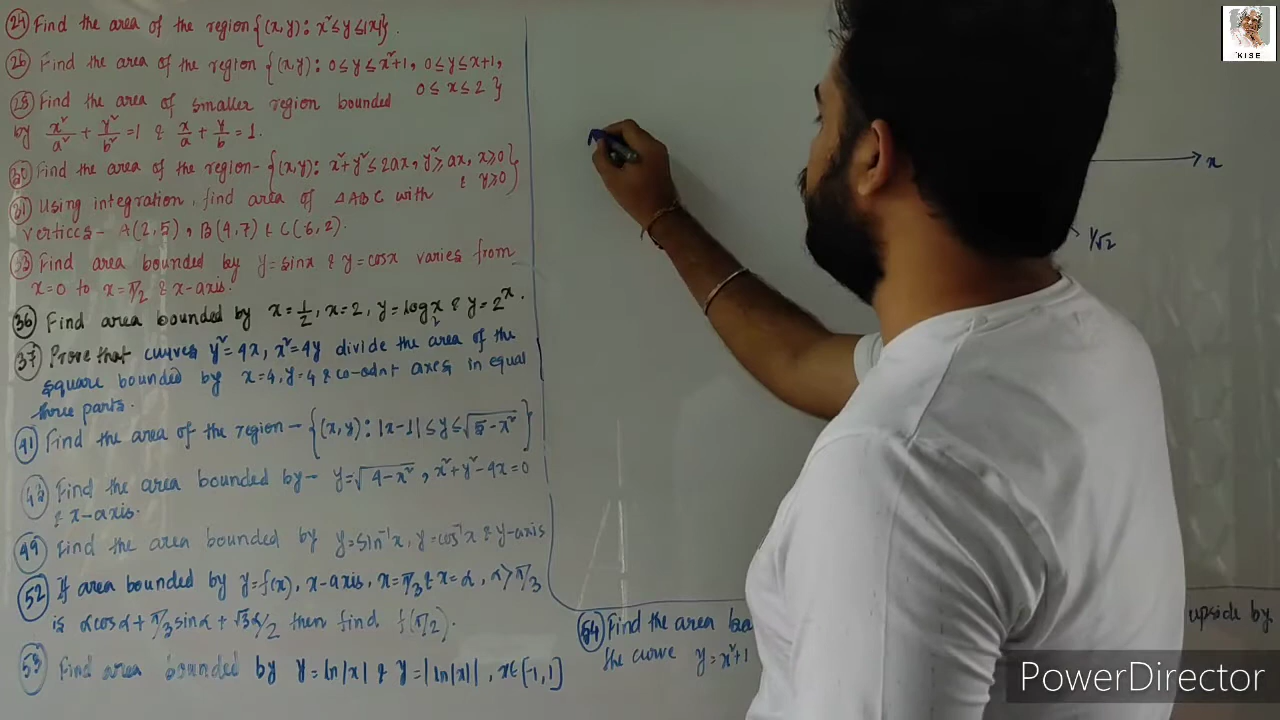 24 Find the area of the region {(x,y): x² ≤ y ≤ |x|}.
26 Find the area of the region {(x,y): 0 ≤ y ≤ x²+1, 0 ≤ y ≤ x+1,
0 ≤ x ≤ 2}
28 Find the area of smaller region bounded
by x²/a² + y²/b² = 1 & x/a + y/b = 1.
30 Find the area of the region- {(x,y): x²+y² ≤ 2ax, y² ≥ ax, x ≥ 0
& y ≥ 0}
31 Using integration, find area of ΔABC with
vertices- A(2,5), B(4,7) & C(6,2).
Find area bounded by y=sinx & y=cosx varies from
x=0 to x=π/2 & x-axis.
36 Find area bounded by x=1/2, x=2, y=log₂x & y=2ˣ.
37 Prove that curves y²=4x, x²=4y divide the area of the
square bounded by x=4, y=4 & co-odnt axes in equal
three parts.
41 Find the area of the region- {(x,y): |x-1| ≤ y ≤ √5-x²}
Find the area bounded by- y=√4-x², x²+y²-4x=0
& x-axis.
49 Find the area bounded by y=sin⁻¹x, y=cos⁻¹x & y-axis
52 If area bounded by y=f(x), x-axis, x=π/3 & x=α, α>π/3
is αcosα+π/3sinα+√3α/2 then find f(π/2).
53 Find area bounded by y=ln|x| & y=|ln|x||, x∈[-1,1]
54 Find the area upside by.
the curve y=x²+1
x
1/√2
KISE
PowerDirector